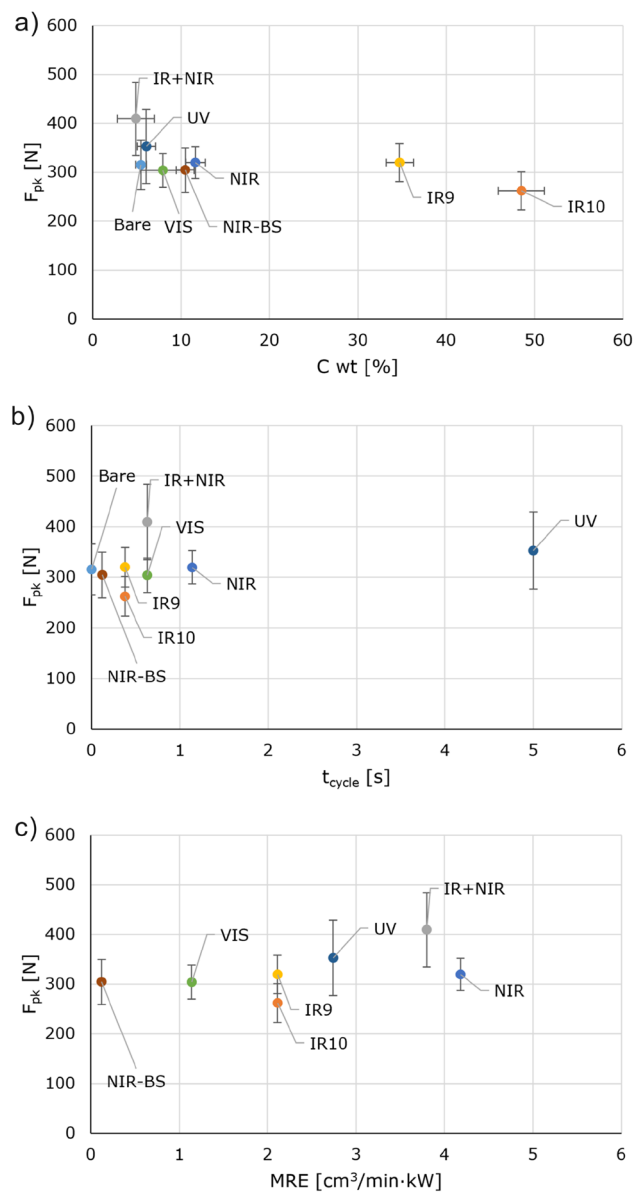 a)
600
500
400
300
200
100
0
F_pk [N]
IR+NIR
UV
NIR
Bare
VIS
NIR-BS
IR9
IR10
0 10 20 30 40 50 60
C wt [%]
b)
600
500
400
300
200
100
0
F_pk [N]
Bare
IR+NIR
VIS
UV
NIR
IR9
IR10
NIR-BS
0 1 2 3 4 5 6
t_cycle [s]
c)
600
500
400
300
200
100
0
F_pk [N]
IR+NIR
VIS
UV
NIR
IR9
IR10
NIR-BS
0 1 2 3 4 5 6
MRE [cm³/min·kW]